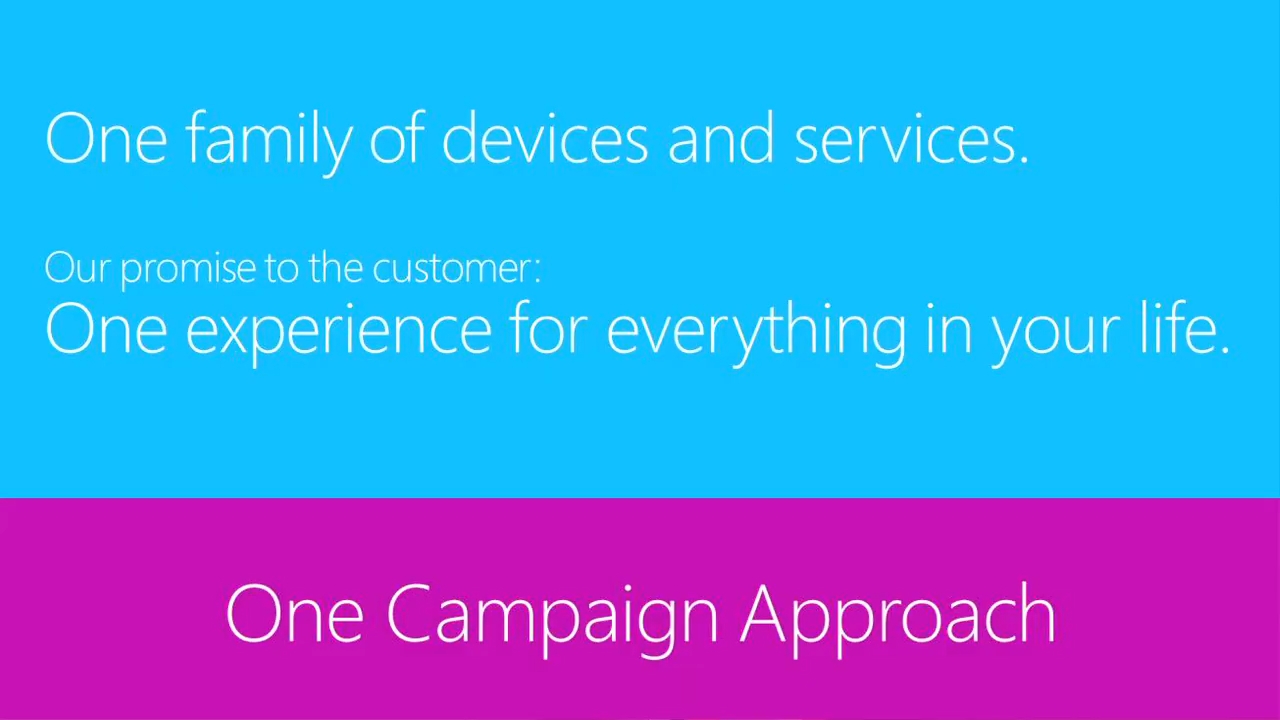 One family of devices and services.
Our promise to the customer:
One experience for everything in your life.
One Campaign Approach